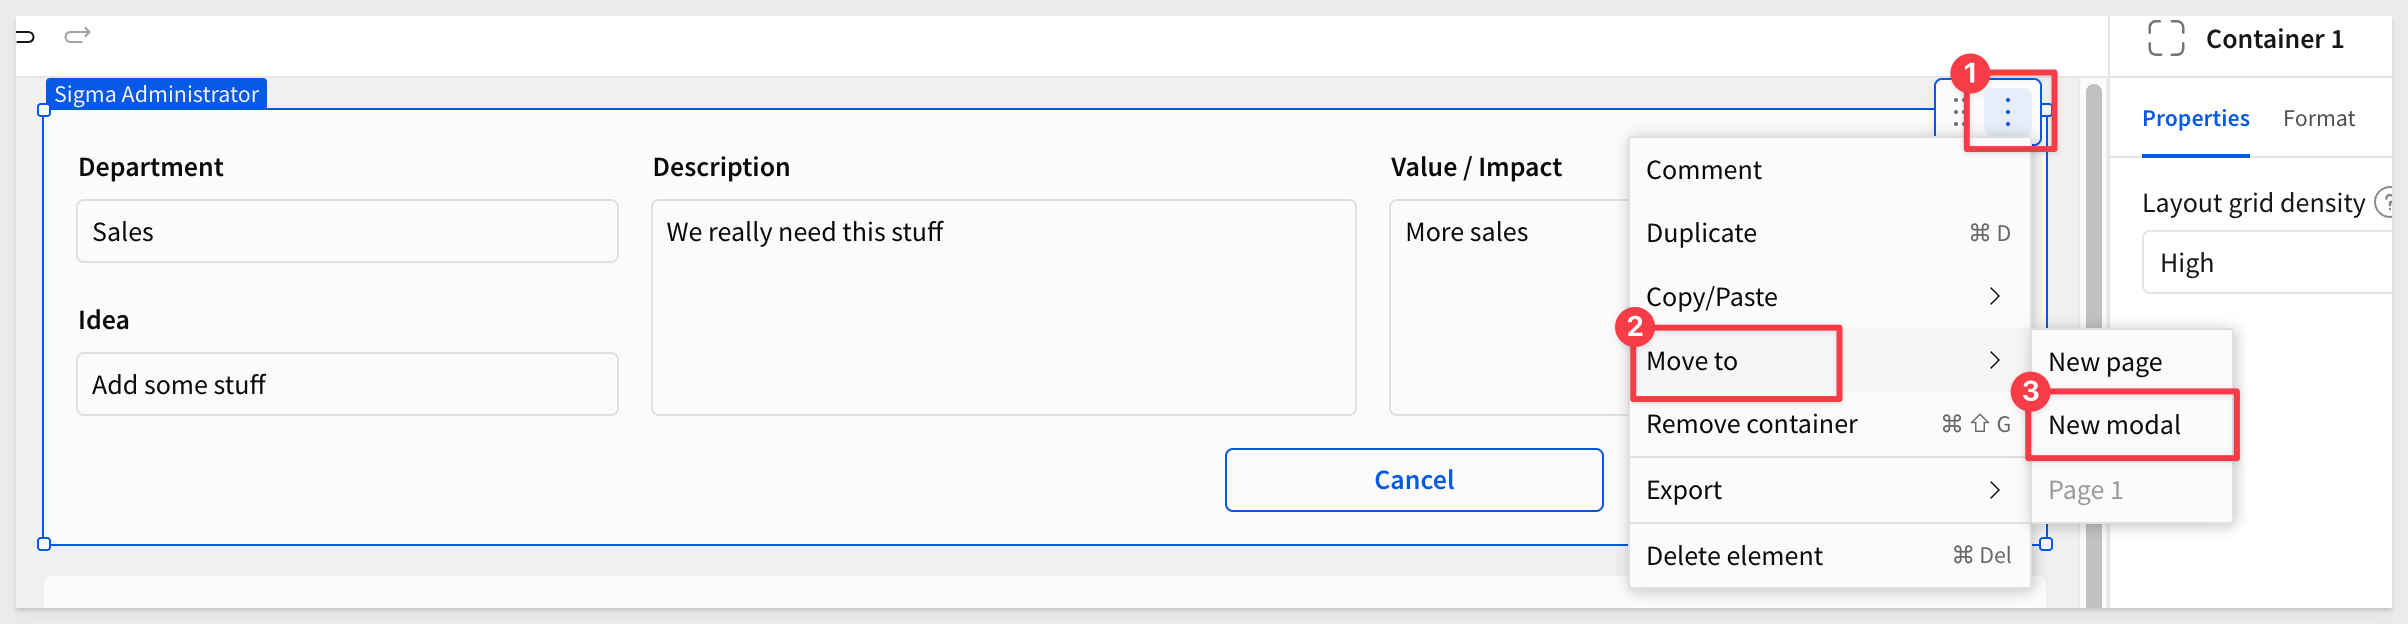 Container 1
Sigma Administrator
1
Properties Format
Department Description Value / Impact
Comment
Layout grid density ?
Sales We really need this stuff More sales
Duplicate ⌘ D
High
Copy/Paste
Idea
2
Move to
New page
Add some stuff
3
Remove container ⌘ ⇧ G
New modal
Cancel
Export
Page 1
Delete element ⌘ Del